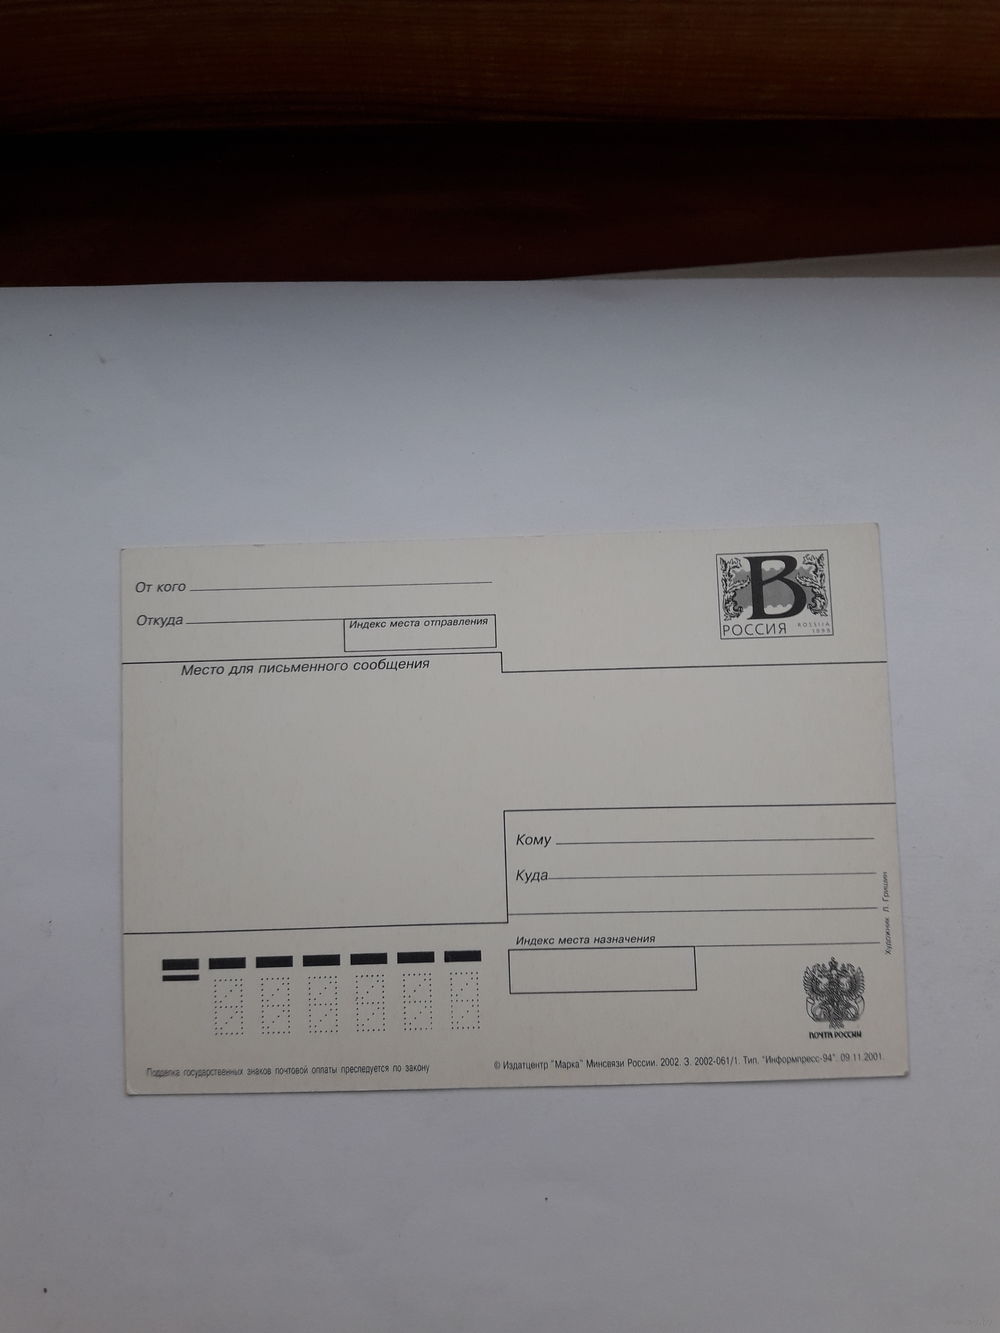 От кого
Откуда
Индекс места отправления
Место для письменного сообщения
В
РОССИЯ
ROSSIIA
1998
Кому
Куда
Индекс места назначения
Художник Л. Гришин
ПОЧТА РОССИИ
Подделка государственных знаков почтовой оплаты преследуется по закону
© Издатцентр "Марка" Минсвязи России. 2002. З. 2002-061/1. Тип. "Информпресс-94". 09.11.2001.